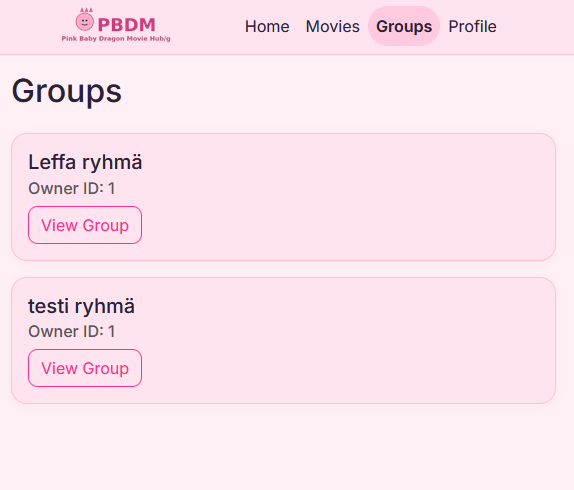 PBDM
Pink Baby Dragon Movie Hub/g
Home Movies Groups Profile
Groups
Leffa ryhmä
Owner ID: 1
View Group
testi ryhmä
Owner ID: 1
View Group